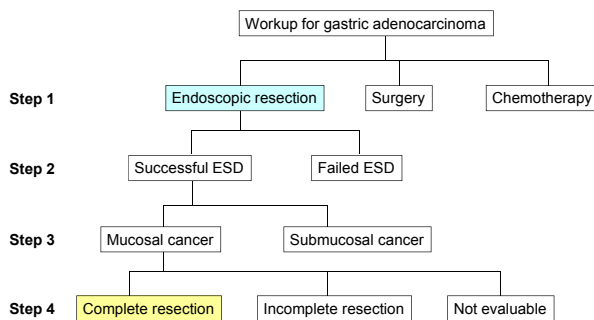 Workup for gastric adenocarcinoma
Step 1 Endoscopic resection Surgery Chemotherapy
Step 2 Successful ESD Failed ESD
Step 3 Mucosal cancer Submucosal cancer
Step 4 Complete resection Incomplete resection Not evaluable